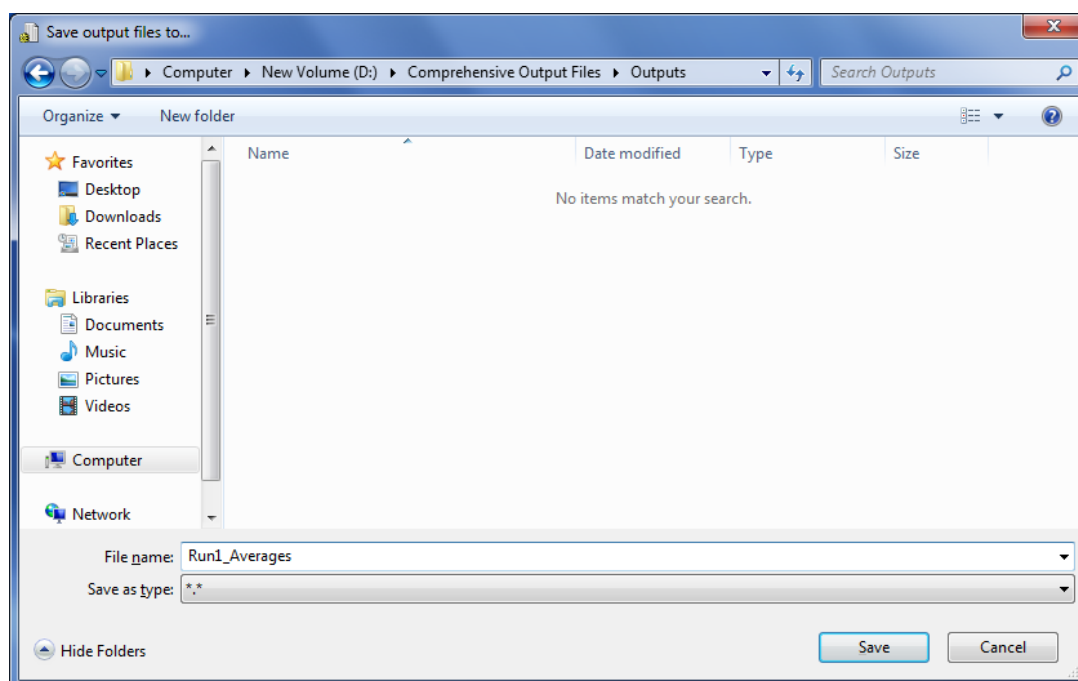 Save output files to...
Computer New Volume (D:) Comprehensive Output Files Outputs Search Outputs
Organize New folder
Name Date modified Type Size
No items match your search.
Favorites
Desktop
Downloads
Recent Places
Libraries
Documents
Music
Pictures
Videos
Computer
Network
File name: Run1_Averages
Save as type: *.*
Hide Folders Save Cancel